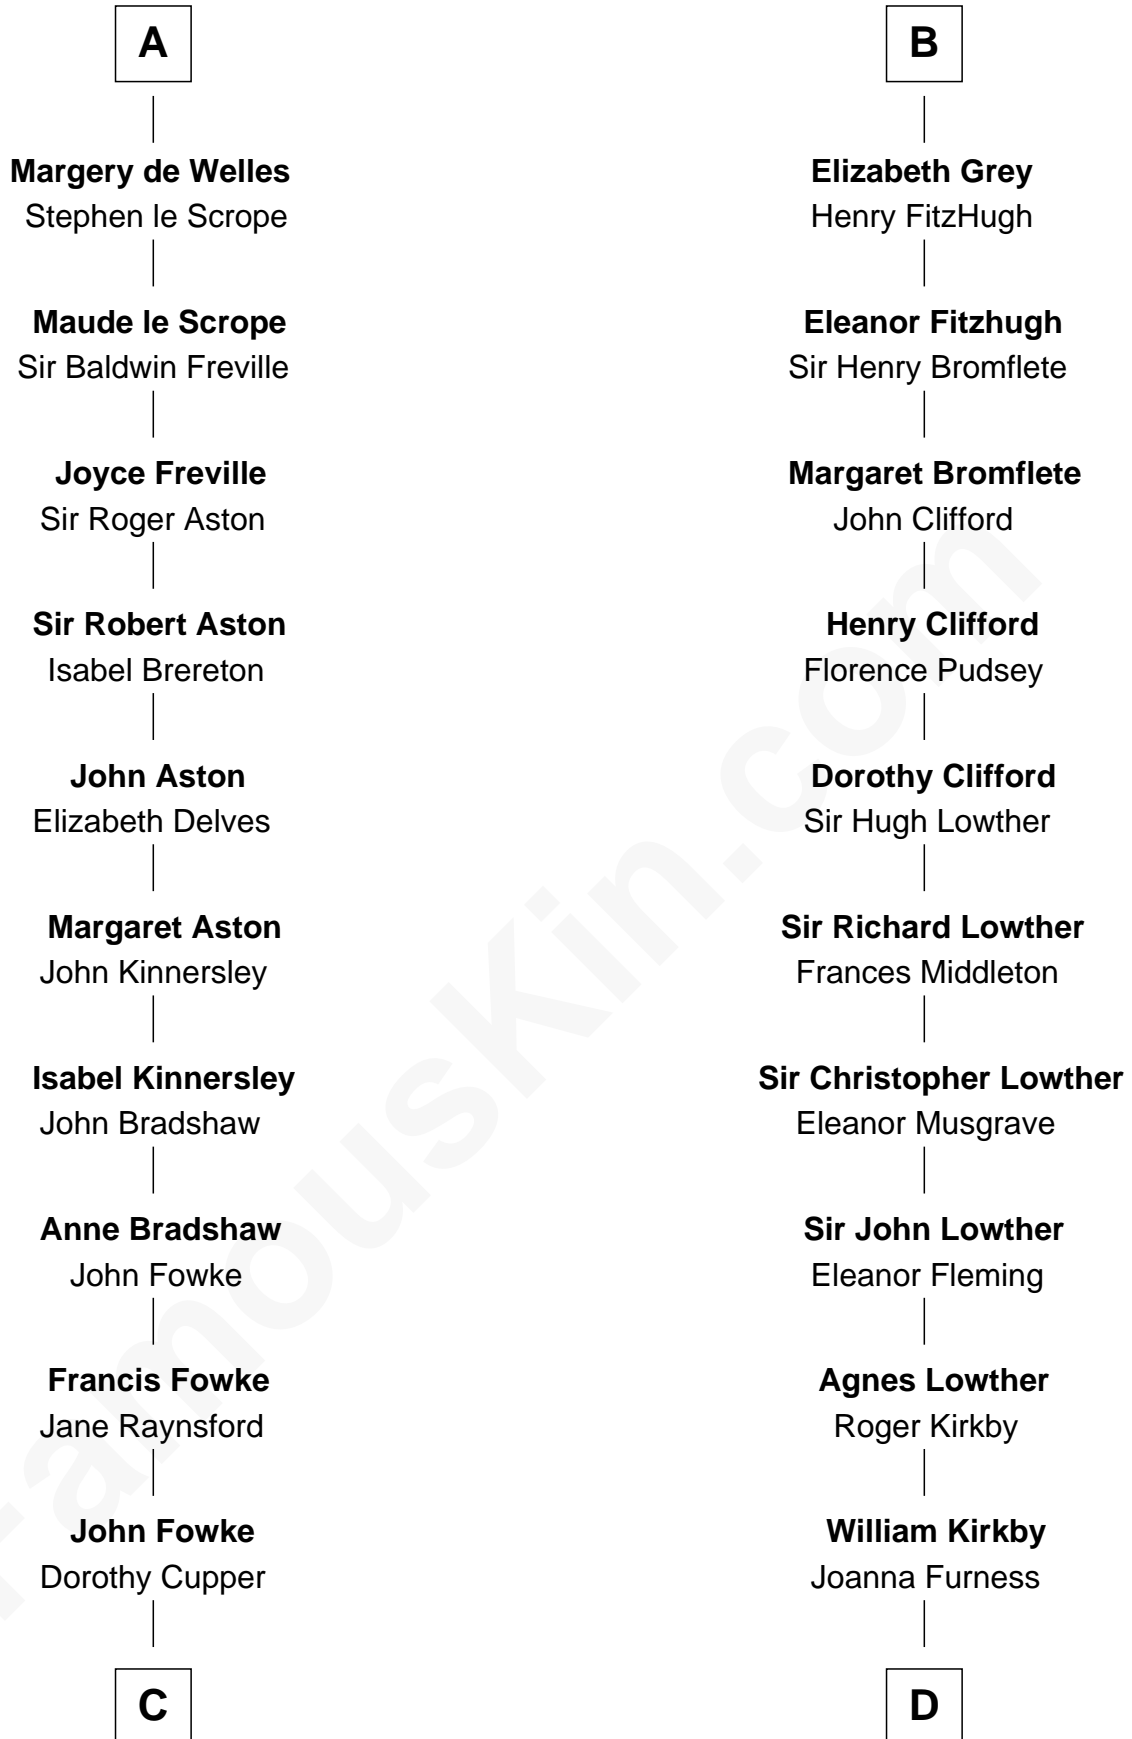 A
Margery de Welles
Stephen le Scrope
Maude le Scrope
Sir Baldwin Freville
Joyce Freville
Sir Roger Aston
Sir Robert Aston
Isabel Brereton
John Aston
Elizabeth Delves
Margaret Aston
John Kinnersley
Isabel Kinnersley
John Bradshaw
Anne Bradshaw
John Fowke
Francis Fowke
Jane Raynsford
John Fowke
Dorothy Cupper
C
B
Elizabeth Grey
Henry FitzHugh
Eleanor Fitzhugh
Sir Henry Bromflete
Margaret Bromflete
John Clifford
Henry Clifford
Florence Pudsey
Dorothy Clifford
Sir Hugh Lowther
Sir Richard Lowther
Frances Middleton
Sir Christopher Lowther
Eleanor Musgrave
Sir John Lowther
Eleanor Fleming
Agnes Lowther
Roger Kirkby
William Kirkby
Joanna Furness
D
FamousKin.com